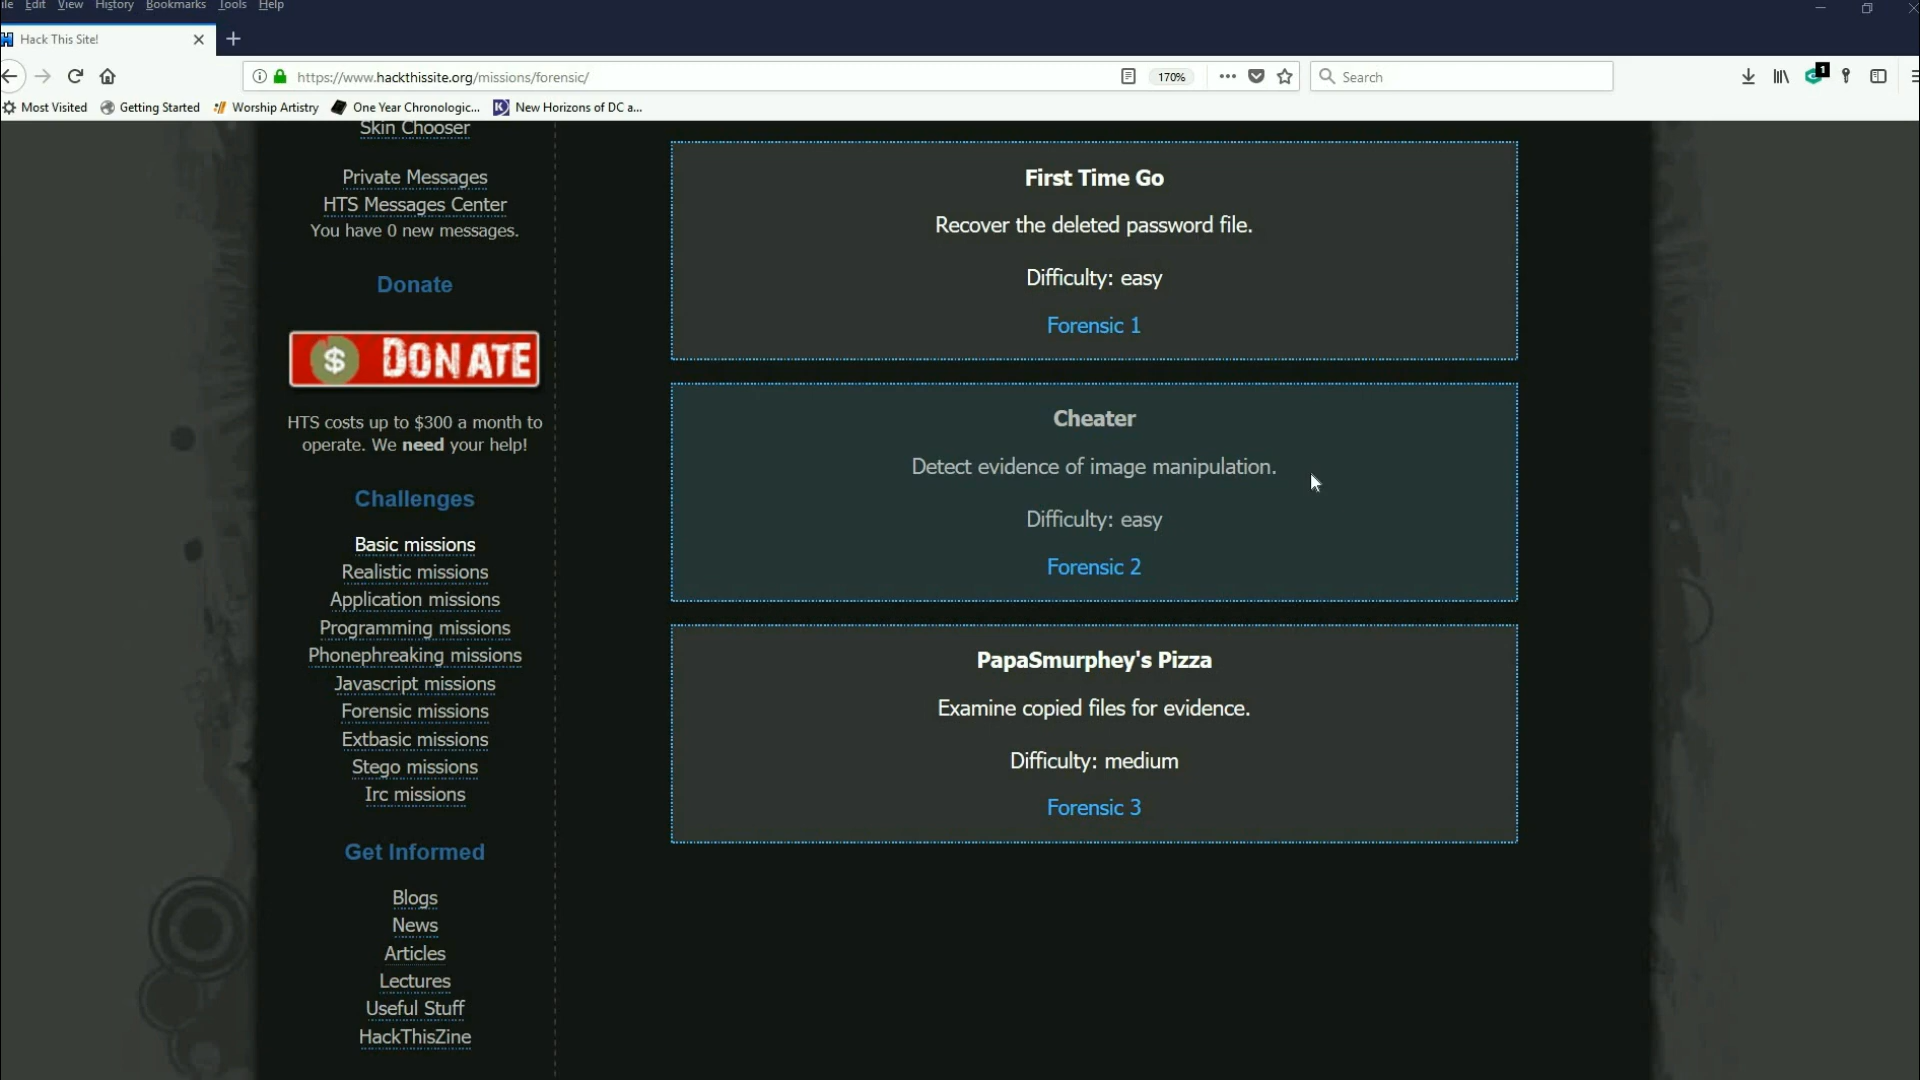 ile Edit View History Bookmarks Tools Help
Hack This Site!
https://www.hackthissite.org/missions/forensic/
170%
Search
1
Most Visited Getting Started Worship Artistry One Year Chronologic... New Horizons of DC a...
Skin Chooser
Private Messages
HTS Messages Center
You have 0 new messages.
Donate
$ DONATE
HTS costs up to $300 a month to
operate. We need your help!
Challenges
Basic missions
Realistic missions
Application missions
Programming missions
Phonephreaking missions
Javascript missions
Forensic missions
Extbasic missions
Stego missions
Irc missions
Get Informed
Blogs
News
Articles
Lectures
Useful Stuff
HackThisZine
First Time Go
Recover the deleted password file.
Difficulty: easy
Forensic 1
Cheater
Detect evidence of image manipulation.
Difficulty: easy
Forensic 2
PapaSmurphey's Pizza
Examine copied files for evidence.
Difficulty: medium
Forensic 3